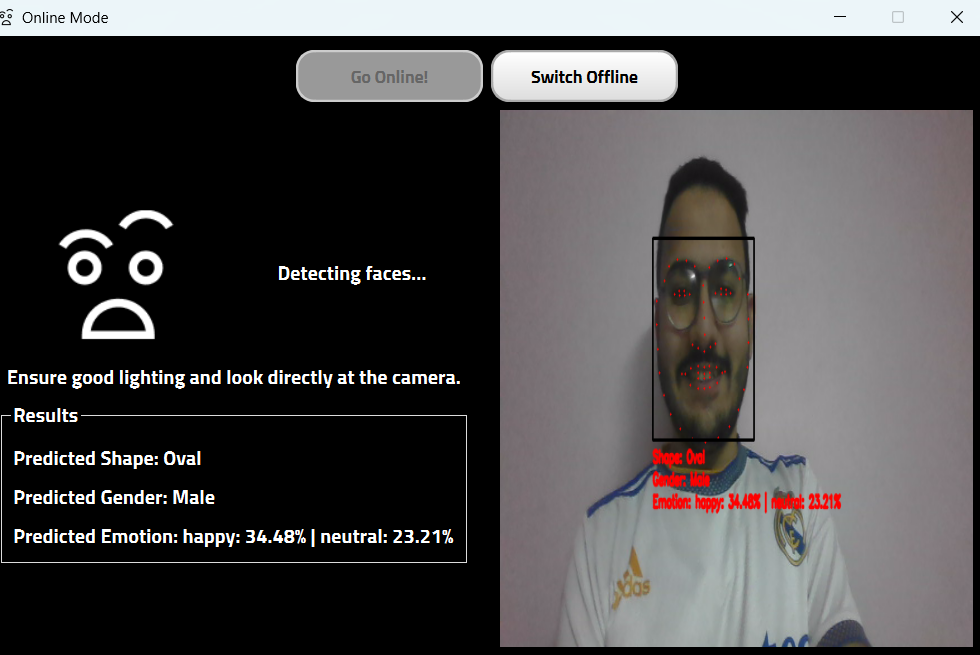 Online Mode
Go Online!
Switch Offline
Detecting faces...
Ensure good lighting and look directly at the camera.
Results
Predicted Shape: Oval
Predicted Gender: Male
Predicted Emotion: happy: 34.48% | neutral: 23.21%
Shape: Oval
Gender: Male
Emotion: happy: 34.48% | neutral: 23.21%
adidas